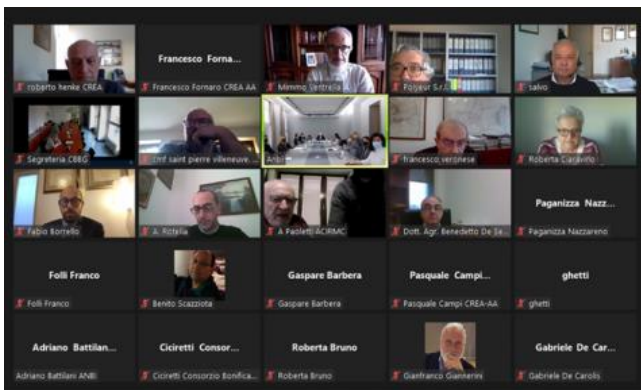 roberto henke CREA
Francesco Forna...
Francesco Fornaro CREA AA
Mimmo Ventrella
Polyeur S.r.l.
salvo
Segreteria CBBG
cmf saint pierre villeneuve...
Anbi
francesco veronese
Roberta Ciaravino
Fabio Borrello
A. Rotella
A Paoletti ACIRMC
Dott. Agr. Benedetto De Se...
Paganizza Nazz...
Paganizza Nazzareno
Folli Franco
Folli Franco
Benito Scazziota
Gaspare Barbera
Gaspare Barbera
Pasquale Campi...
Pasquale Campi CREA-AA
ghetti
ghetti
Adriano Battilan...
Adriano Battilani ANBI
Ciciretti Consor...
Ciciretti Consorzio Bonifica...
Roberta Bruno
Roberta Bruno
Gianfranco Giannerini
Gabriele De Car...
Gabriele De Carolis